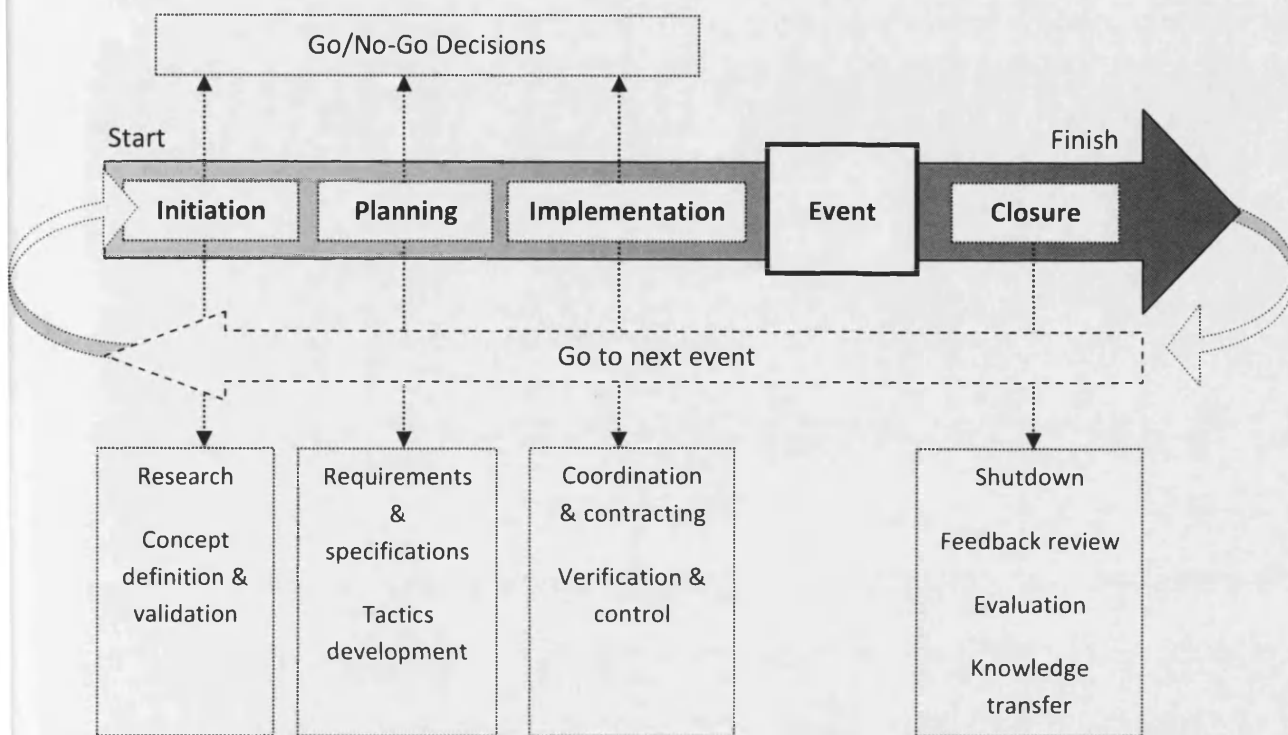 Go/No-Go Decisions
Start
Finish
Initiation
Planning
Implementation
Event
Closure
Go to next event
Research
Concept
definition &
validation
Requirements
&
specifications
Tactics
development
Coordination
& contracting
Verification &
control
Shutdown
Feedback review
Evaluation
Knowledge
transfer